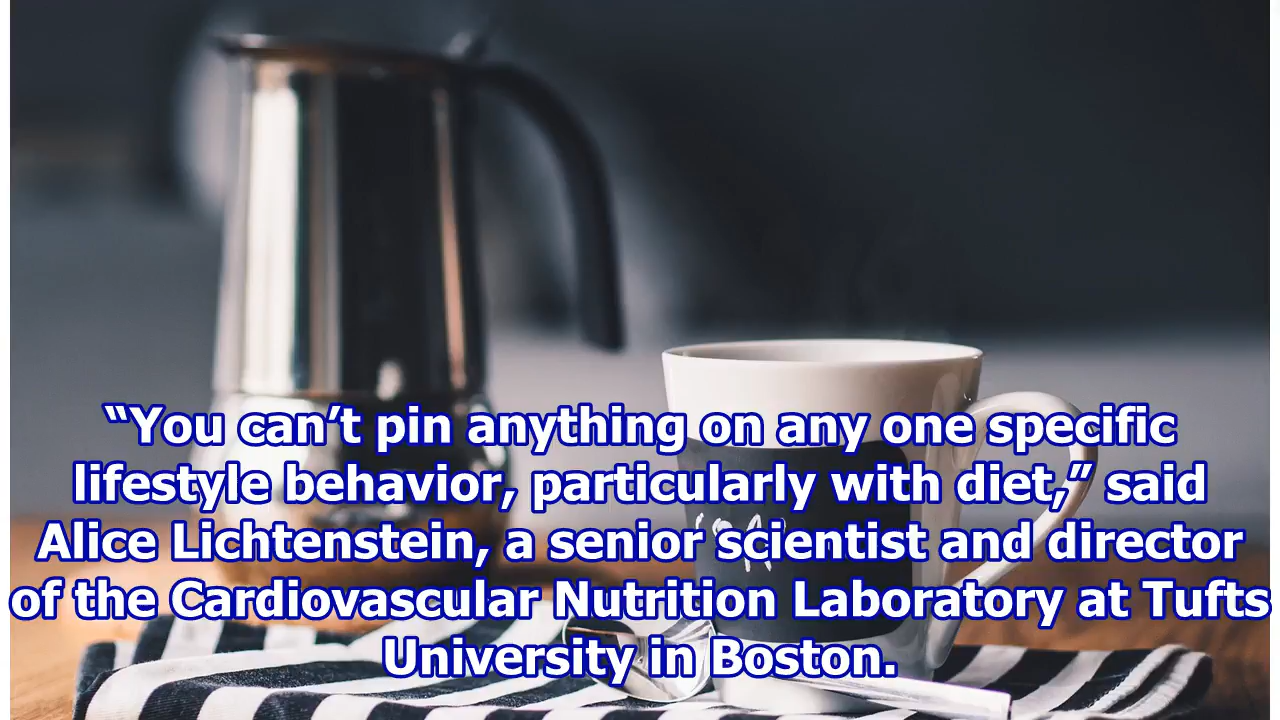 “You can’t pin anything on any one specific
lifestyle behavior, particularly with diet,” said
Alice Lichtenstein, a senior scientist and director
of the Cardiovascular Nutrition Laboratory at Tufts
University in Boston.